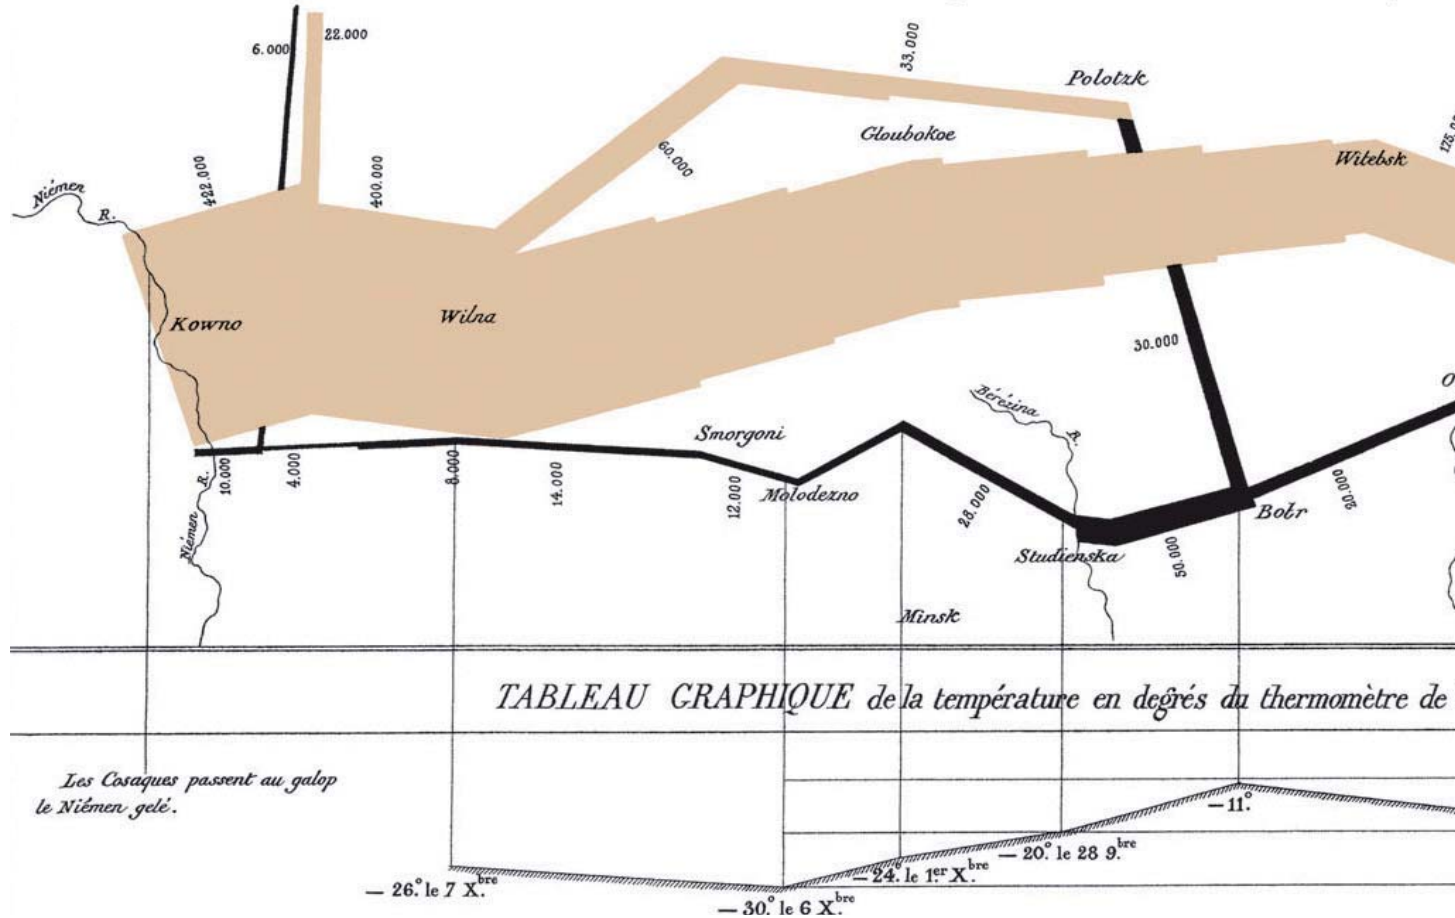 6.000
22.000
33.000
Polotzk
Gloubokoe
60.000
Witebsk
422.000
400.000
Niémen
R.
Kowno
Wilna
30.000
Bérézina
R.
Smorgoni
10.000
4.000
8.000
14.000
12.000
Molodezno
28.000
20.000
Bobr
R.
Niémen
Studienska
50.000
Minsk
TABLEAU GRAPHIQUE de la température en degrés du thermomètre de
Les Cosaques passent au galop
le Niémen gelé.
— 11.°
— 20.° le 28 9.bre
— 24.° le 1.er X.bre
— 26.° le 7 X.bre
— 30.° le 6 X.bre